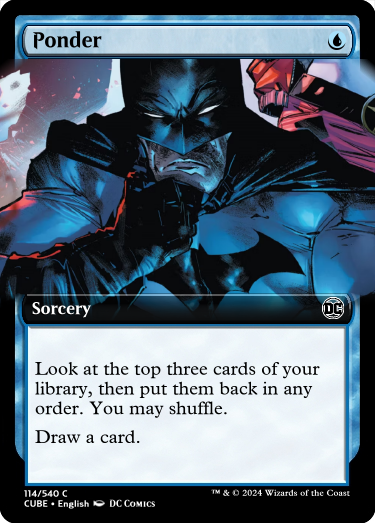 Ponder
Sorcery
DC
Look at the top three cards of your
library, then put them back in any
order. You may shuffle.
Draw a card.
114/540 C
™ & © 2024 Wizards of the Coast
CUBE • English DC Comics